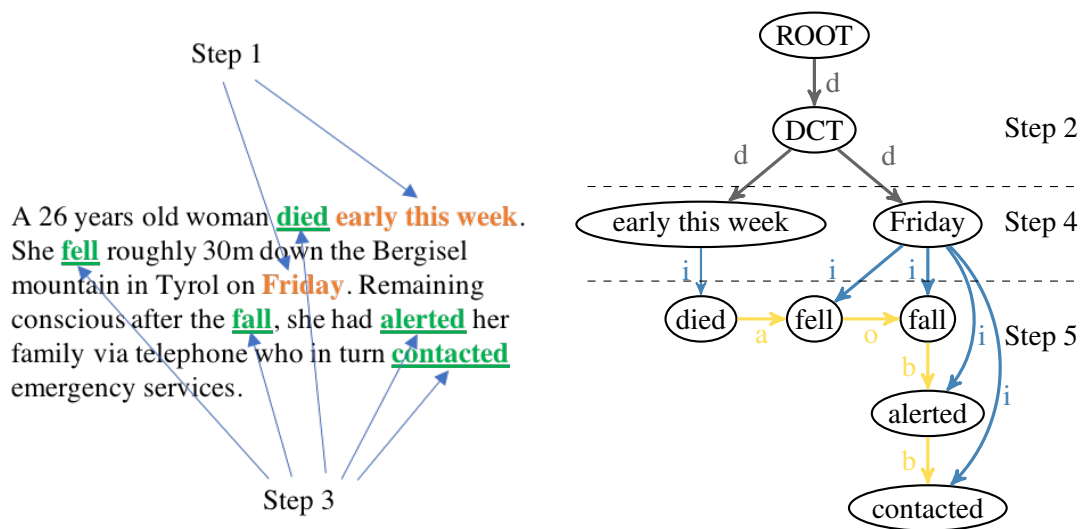 Step 1
A 26 years old woman died early this week.
She fell roughly 30m down the Bergisel
mountain in Tyrol on Friday. Remaining
conscious after the fall, she had alerted her
family via telephone who in turn contacted
emergency services.
Step 3
ROOT
d
DCT
Step 2
d
d
early this week
Friday
Step 4
i
i
i
died
a
fell
o
fall
Step 5
i
b
alerted
i
b
contacted